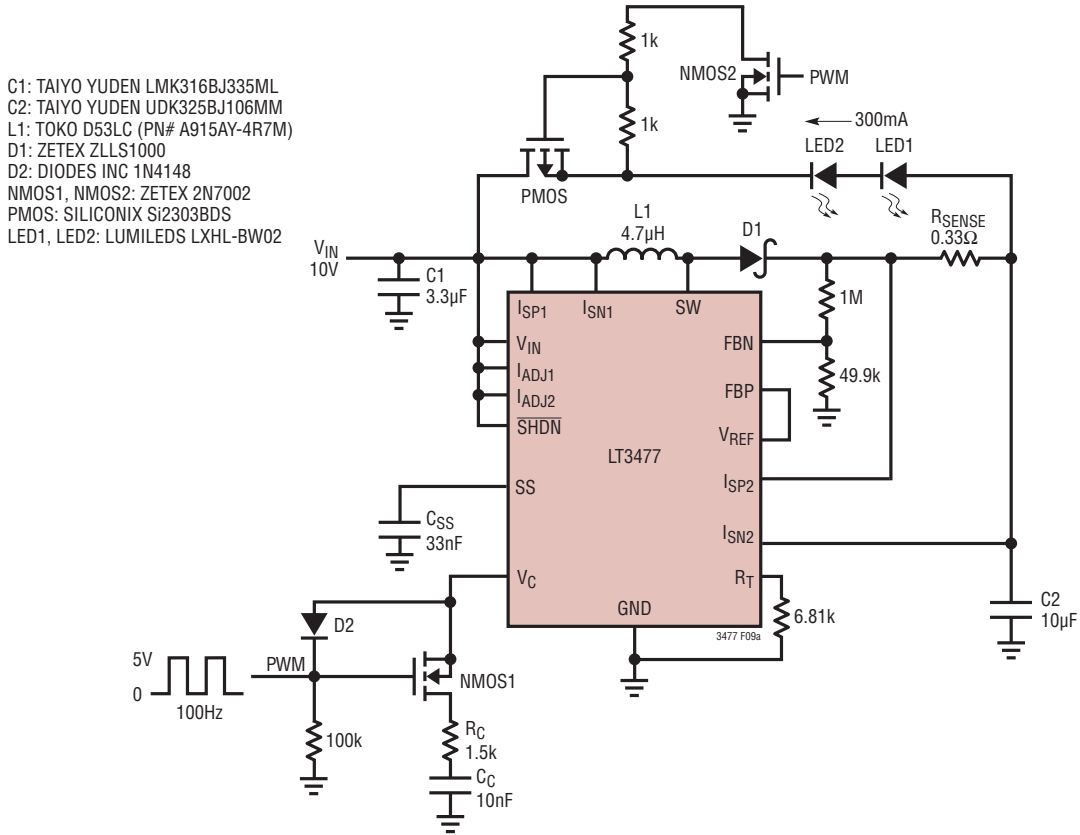 C1: TAIYO YUDEN LMK316BJ335ML
C2: TAIYO YUDEN UDK325BJ106MM
L1: TOKO D53LC (PN# A915AY-4R7M)
D1: ZETEX ZLLS1000
D2: DIODES INC 1N4148
NMOS1, NMOS2: ZETEX 2N7002
PMOS: SILICONIX Si2303BDS
LED1, LED2: LUMILEDS LXHL-BW02
1k
NMOS2
PWM
1k
300mA
LED2
LED1
PMOS
RSENSE
0.33Ω
L1
4.7µH
D1
VIN
10V
C1
3.3µF
ISP1
ISN1
SW
1M
VIN
FBN
IADJ1
49.9k
IADJ2
FBP
SHDN
VREF
LT3477
SS
ISP2
CSS
33nF
ISN2
VC
RT
GND
6.81k
C2
10µF
3477 F09a
D2
5V
0
100Hz
PWM
NMOS1
100k
RC
1.5k
CC
10nF